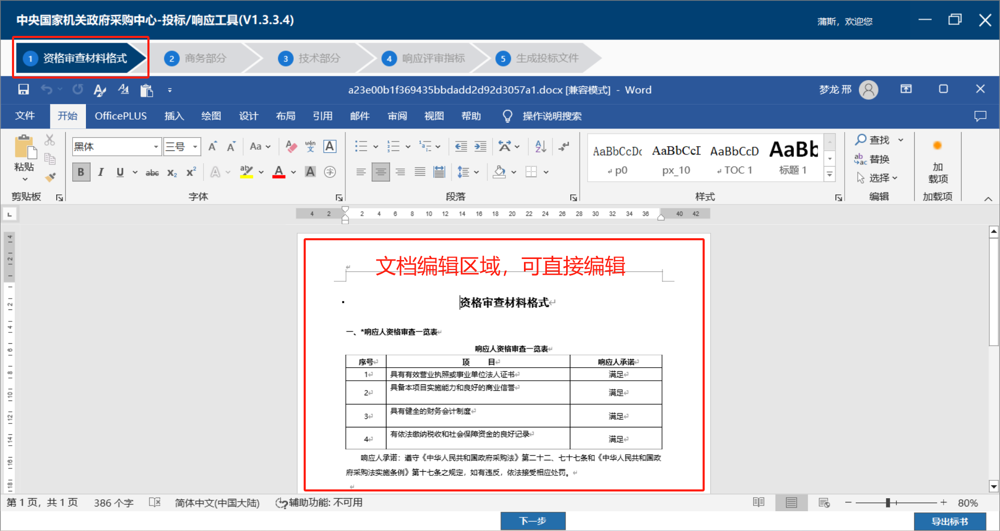 中央国家机关政府采购中心-投标/响应工具(V1.3.3.4)
蒲斯，欢迎您
1 资格审查材料格式
2 商务部分
3 技术部分
4 响应评审指标
5 生成投标文件
a23e00b1f369435bbdadd2d92d3057a1.docx [兼容模式] - Word
梦龙 邢
文件 开始 OfficePLUS 插入 绘图 设计 布局 引用 邮件 审阅 视图 帮助 操作说明搜索
粘贴
剪贴板
黑体 三号
Aa
wén
文
A
B I U abc x₂ x² A ab A A 字
字体
段落
AaBbCcDc AaBbCcI AaBbCcD AaBb
p0 px_10 TOC 1 标题 1
样式
查找
替换
选择
编辑
加
载项
加载项
4 2 2 4 6 8 10 12 14 16 18 20 22 24 26 28 30 32 34 36 40 42
4 2 2 4 6 8 10 12 14 16 18
文档编辑区域，可直接编辑
资格审查材料格式
一、*响应人资格审查一览表
响应人资格审查一览表
序号 项 目 响应人承诺
1 具有有效营业执照或事业单位法人证书 满足
2 具备本项目实施能力和良好的商业信誉 满足
3 具有健全的财务会计制度 满足
4 有依法缴纳税收和社会保障资金的良好记录 满足
响应人承诺：遵守《中华人民共和国政府采购法》第二十二、七十七条和《中华人民共和国政
府采购法实施条例》第十七条之规定，如有违反，依法接受相应处罚。
第 1 页，共 1 页 386 个字 简体中文(中国大陆) 辅助功能: 不可用 80%
下一步
导出标书